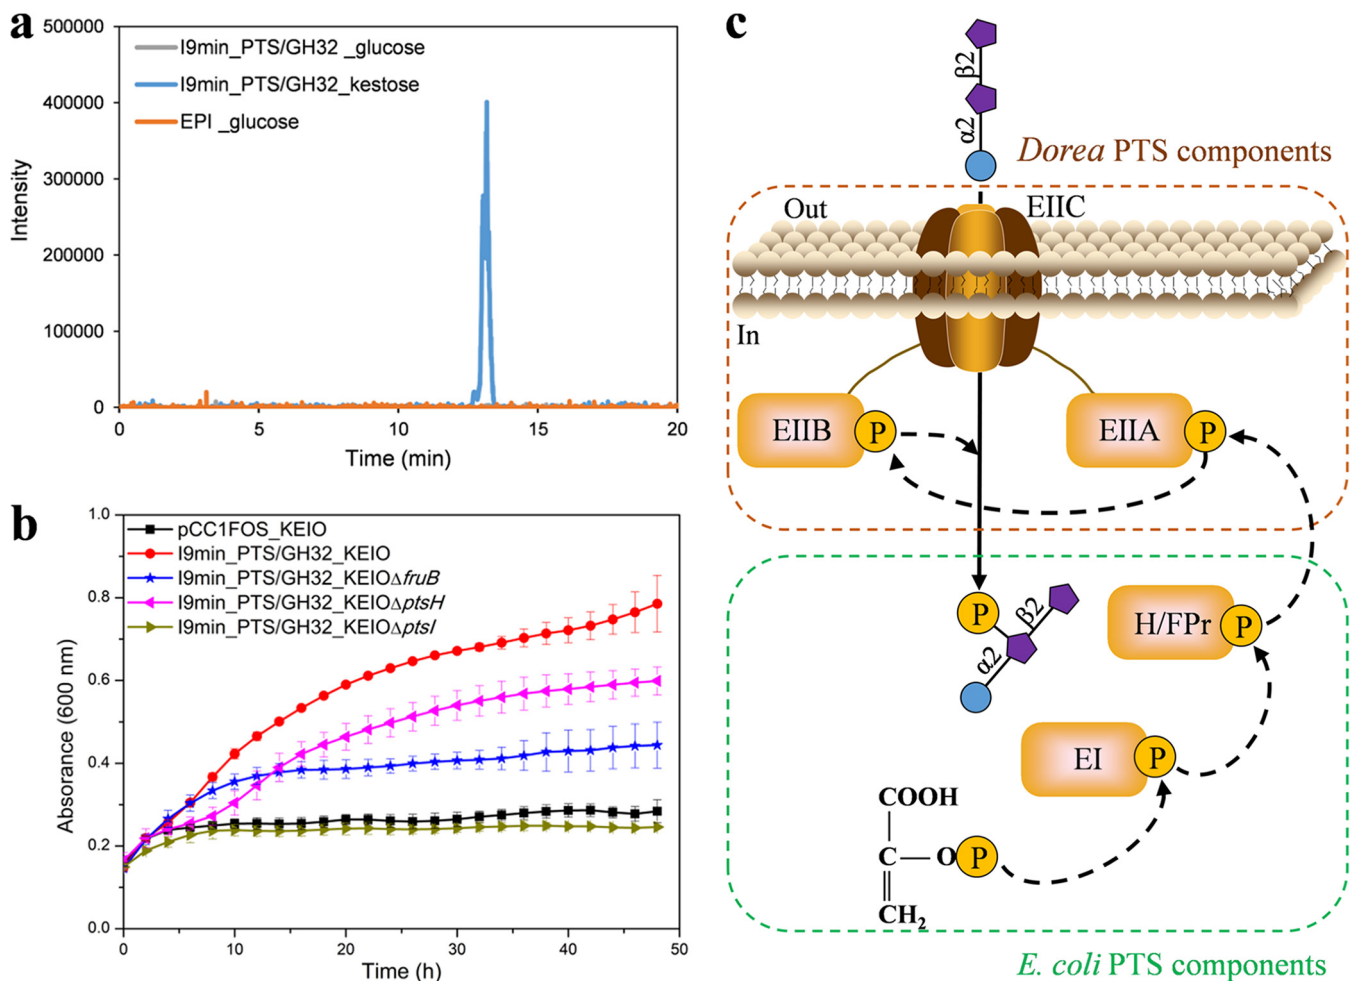 a
500000
400000
300000
200000
100000
0
Intensity
I9min_PTS/GH32 _glucose
I9min_PTS/GH32_kestose
EPI _glucose
0 5 10 15 20
Time (min)
b
1.0
0.8
0.6
0.4
0.2
0.0
Absorance (600 nm)
pCC1FOS_KEIO
I9min_PTS/GH32_KEIO
I9min_PTS/GH32_KEIOΔfruB
I9min_PTS/GH32_KEIOΔptsH
I9min_PTS/GH32_KEIOΔptsI
0 10 20 30 40 50
Time (h)
c
β2
α2
Dorea PTS components
Out
EIIC
In
EIIB P
EIIA P
P
β2
α2
H/FPr P
EI P
COOH
C — O P
CH2
E. coli PTS components